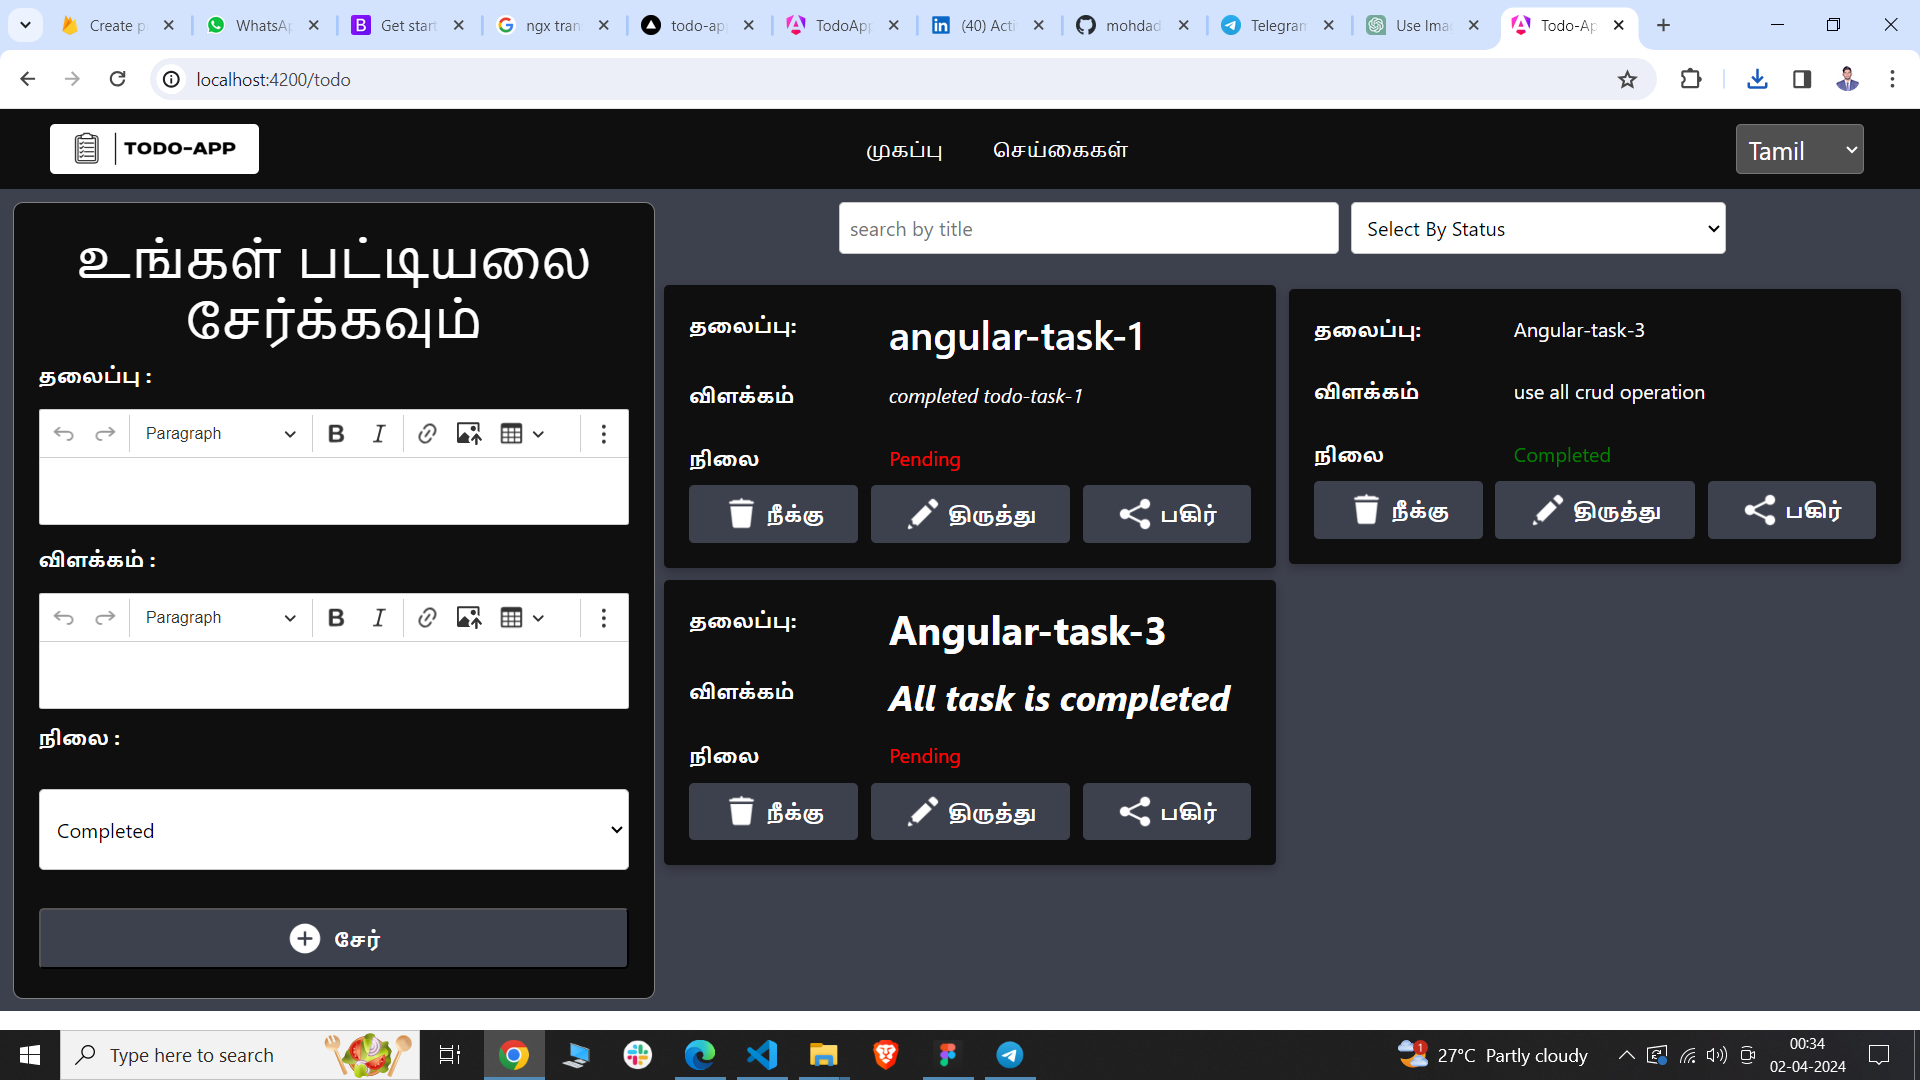 Create p
WhatsAp
Get start
ngx tran
todo-ap
TodoApp
(40) Acti
mohdad
Telegram
Use Ima
Todo-Ap
localhost:4200/todo
TODO-APP
முகப்பு
செய்கைகள்
Tamil
உங்கள் பட்டியலை
சேர்க்கவும்
தலைப்பு :
Paragraph
விளக்கம் :
Paragraph
நிலை :
Completed
சேர்
search by title
Select By Status
தலைப்பு: angular-task-1
விளக்கம் completed todo-task-1
நிலை Pending
நீக்கு திருத்து பகிர்
தலைப்பு: Angular-task-3
விளக்கம் use all crud operation
நிலை Completed
நீக்கு திருத்து பகிர்
தலைப்பு: Angular-task-3
விளக்கம் All task is completed
நிலை Pending
நீக்கு திருத்து பகிர்
Type here to search
1
27°C Partly cloudy
00:34
02-04-2024